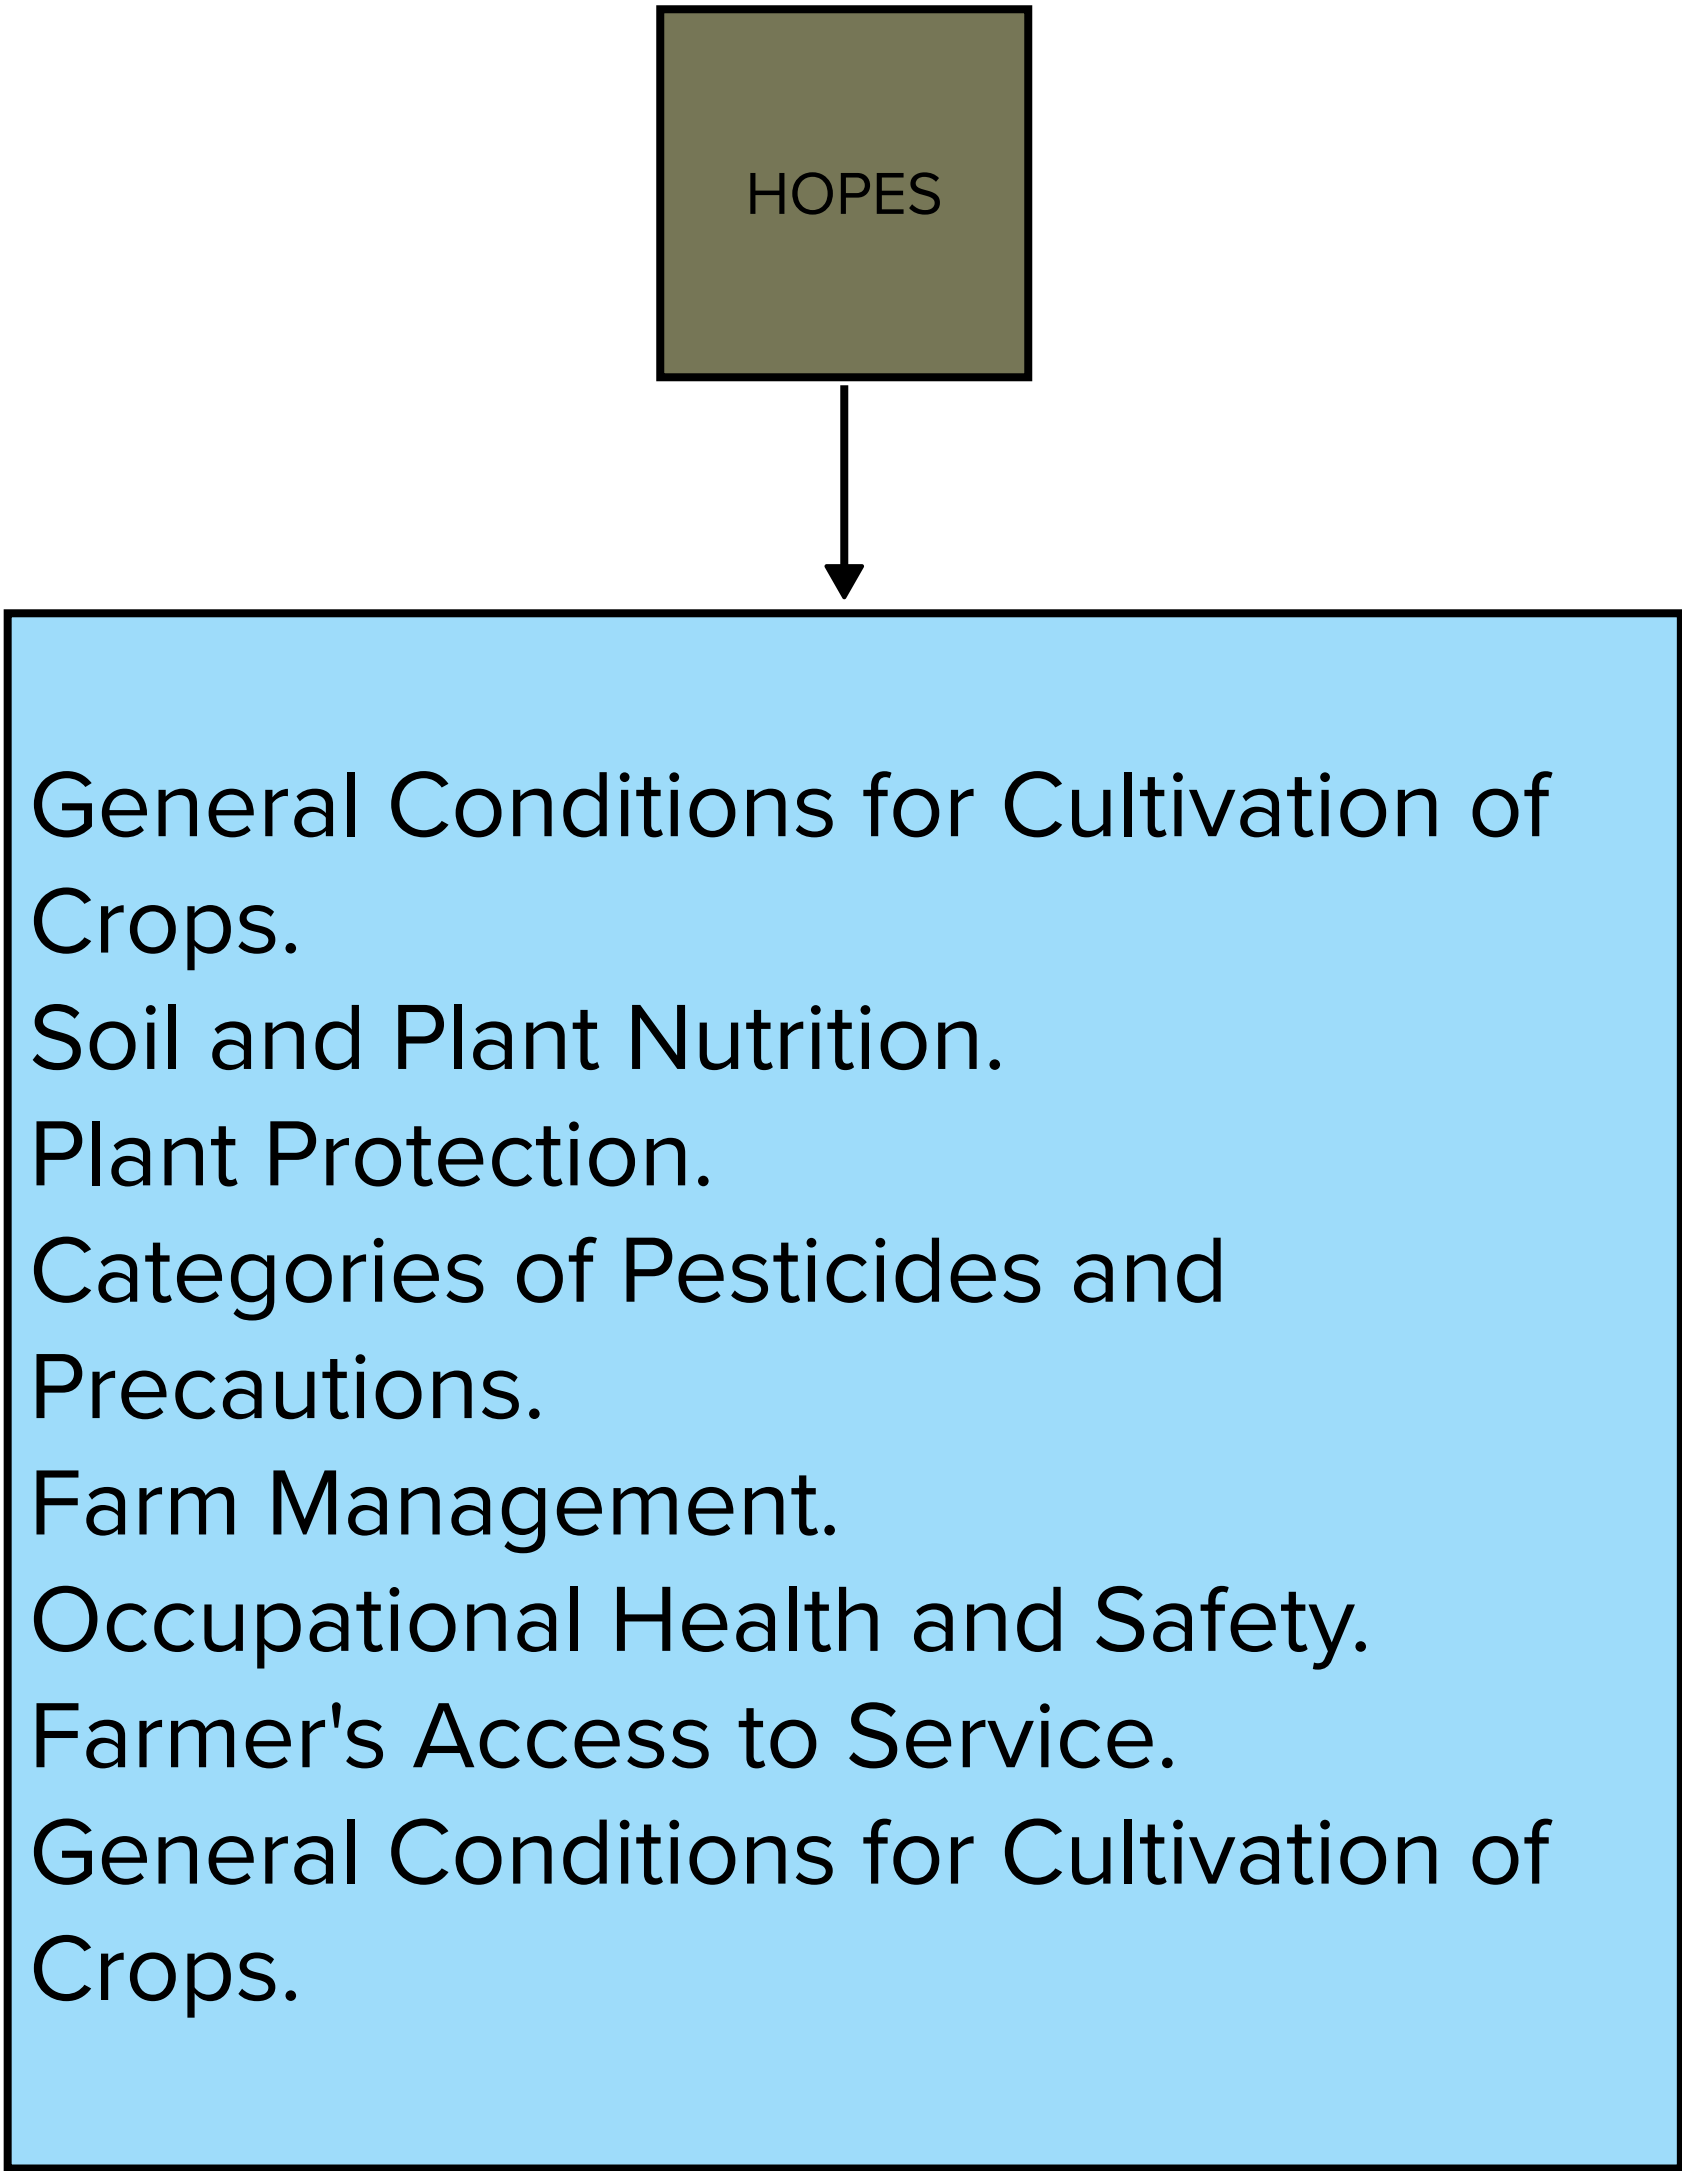 HOPES
General Conditions for Cultivation of
Crops.
Soil and Plant Nutrition.
Plant Protection.
Categories of Pesticides and
Precautions.
Farm Management.
Occupational Health and Safety.
Farmer's Access to Service.
General Conditions for Cultivation of
Crops.